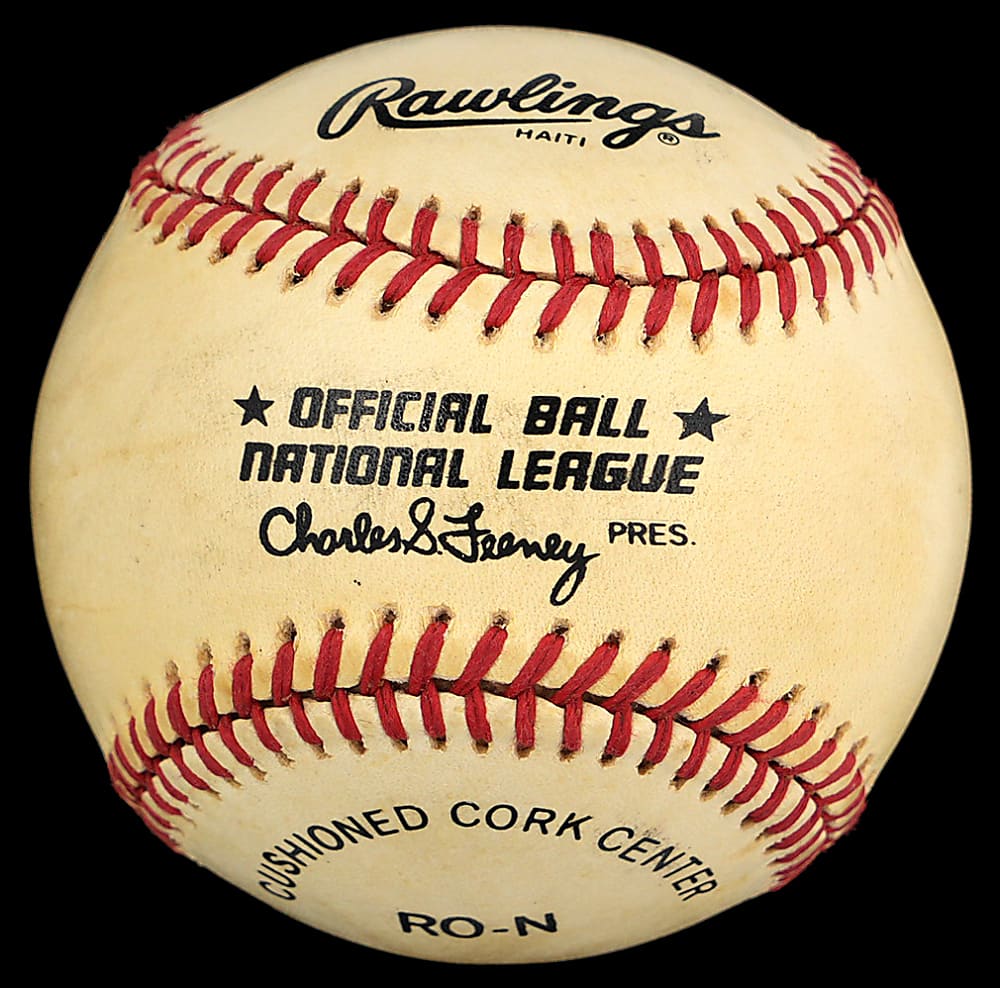 Rawlings
HAITI ®
★ OFFICIAL BALL ★
NATIONAL LEAGUE
Charles S. Feeney PRES.
CUSHIONED CORK CENTER
RO-N